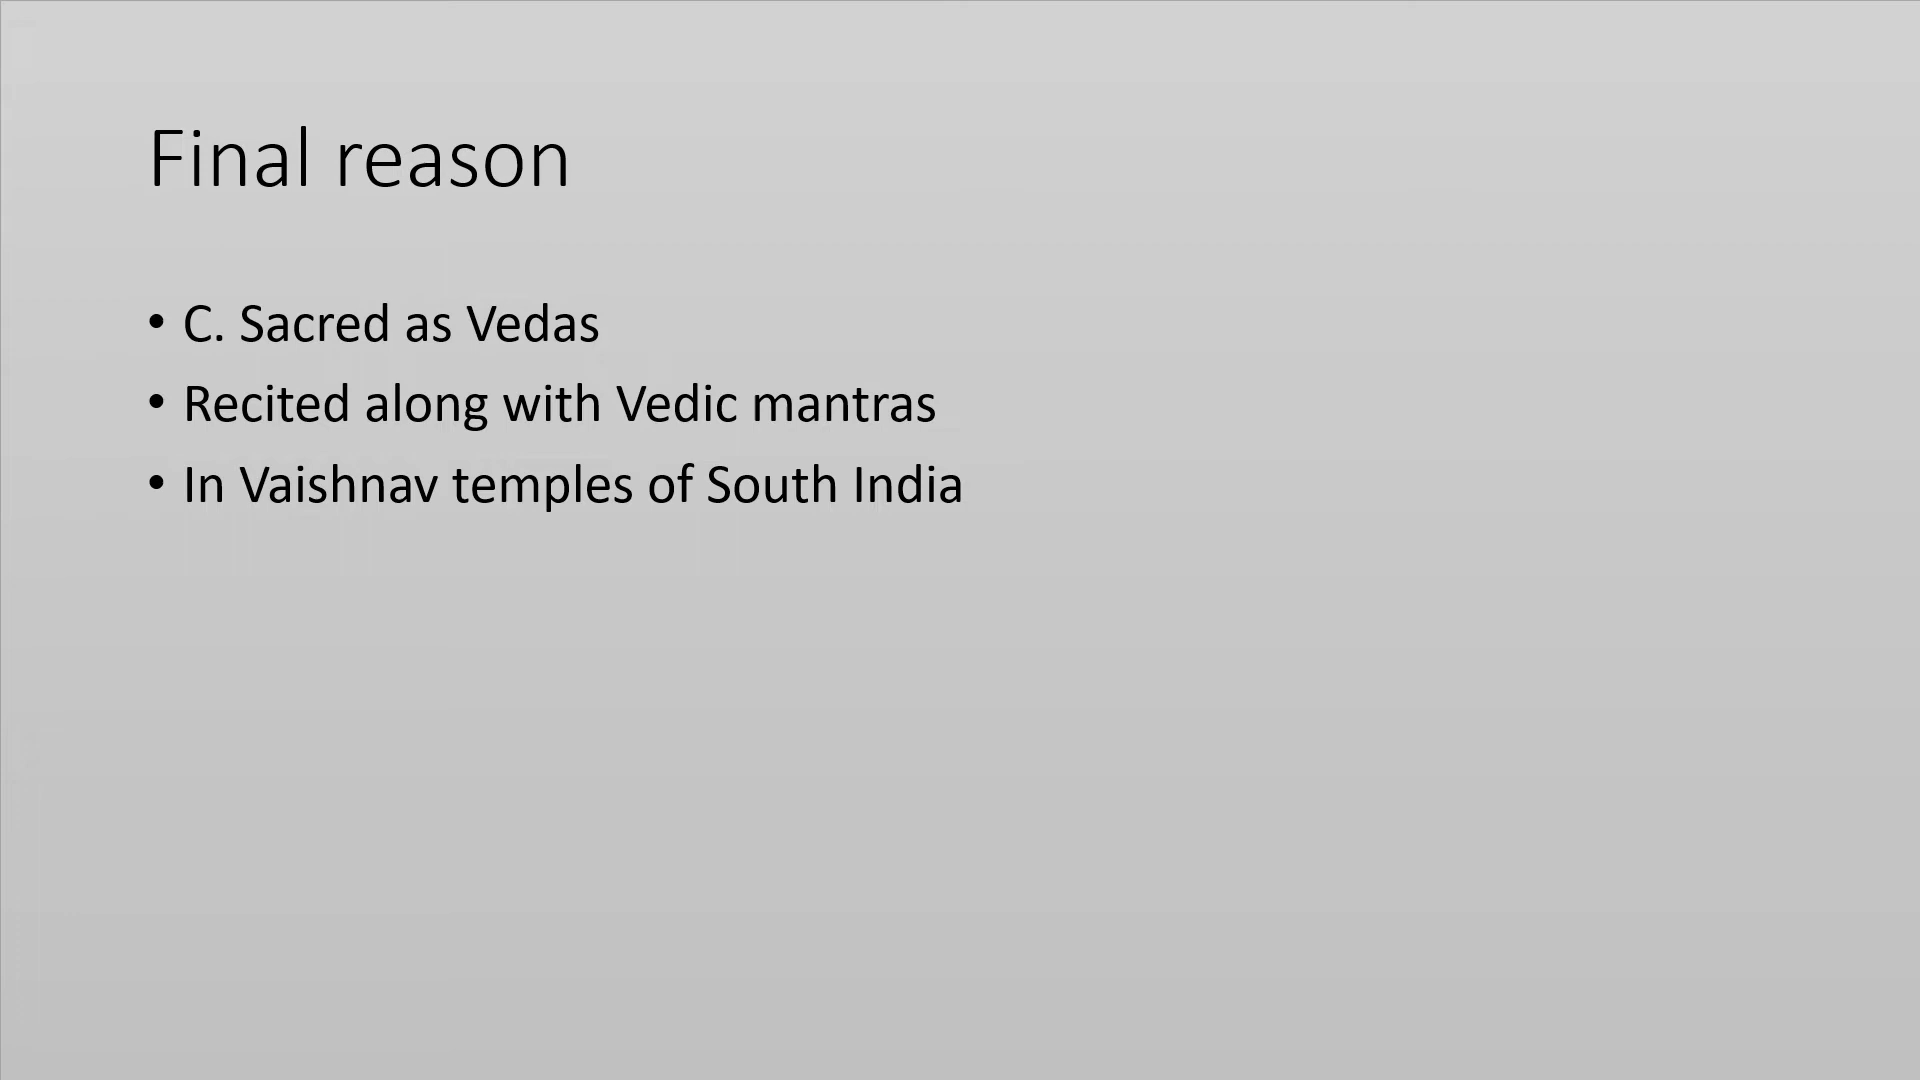 Final reason
• C. Sacred as Vedas
• Recited along with Vedic mantras
• In Vaishnav temples of South India